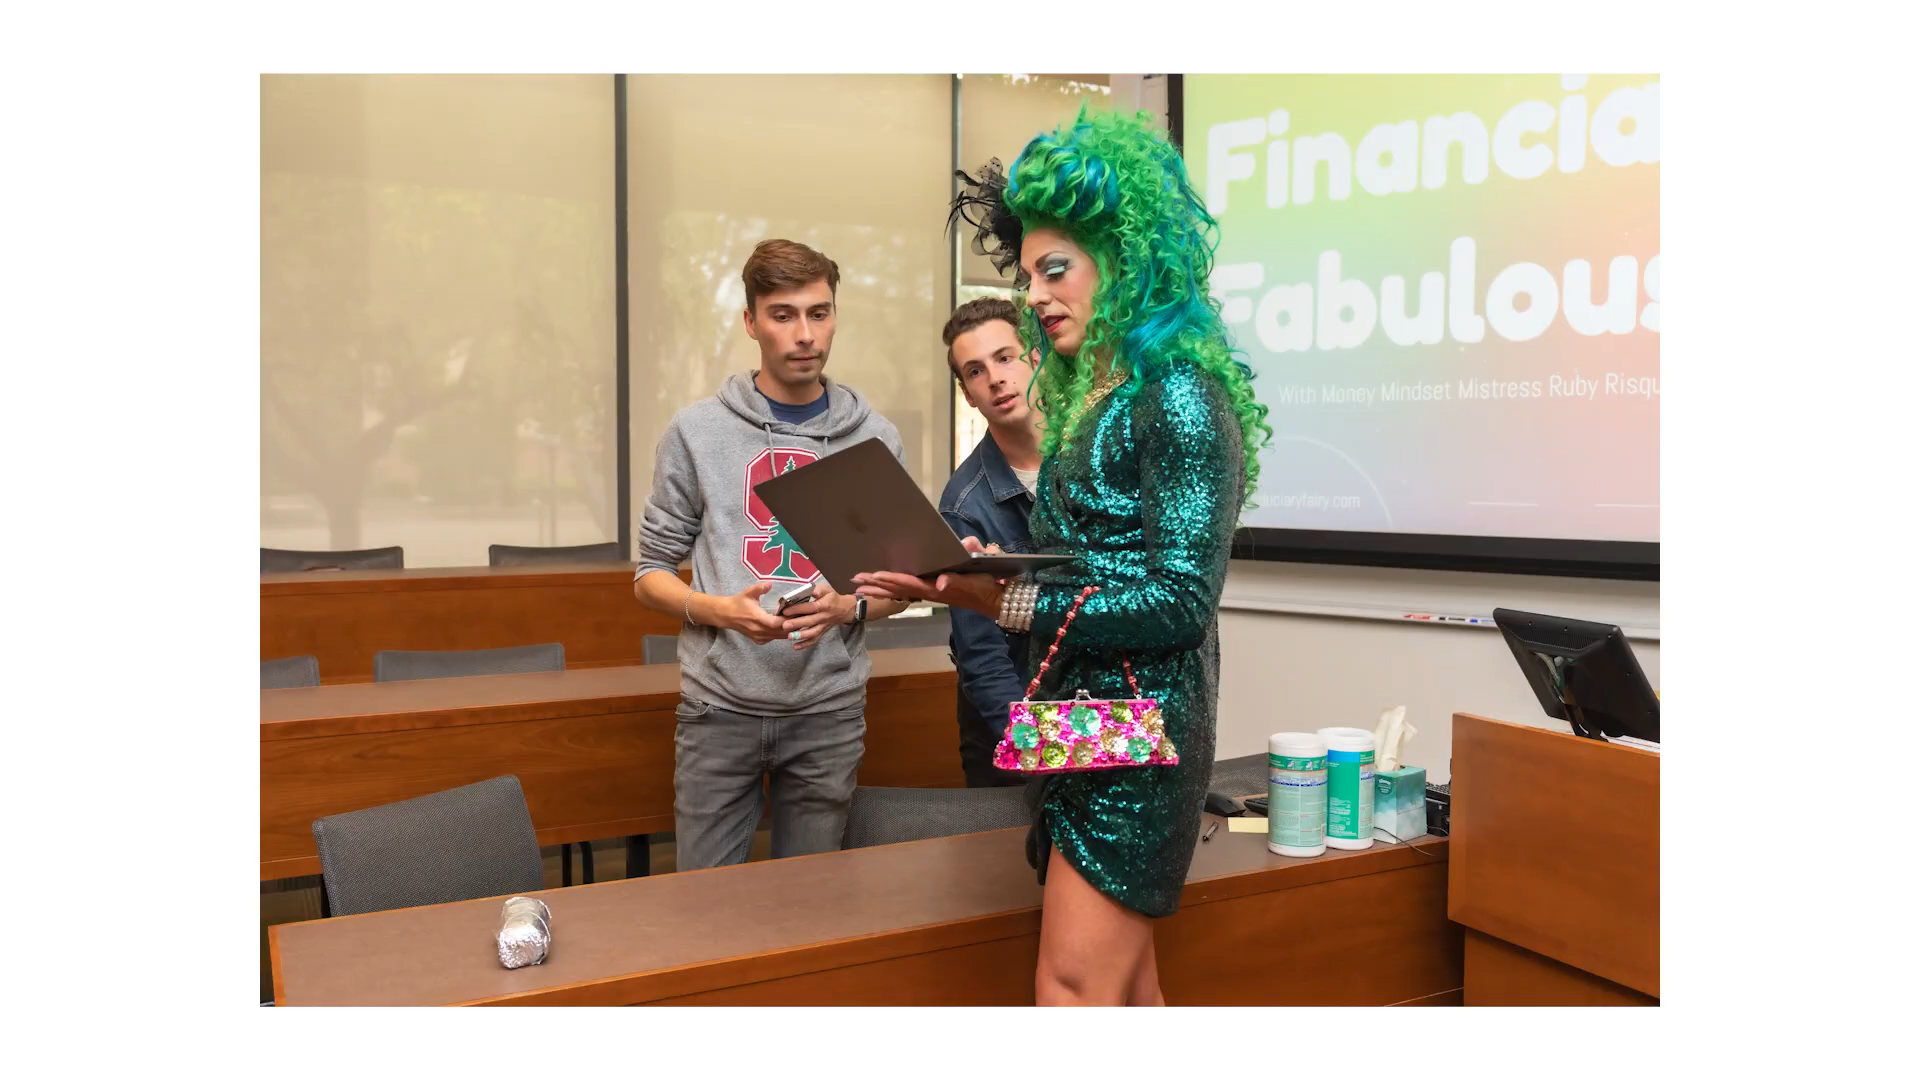 Financia
Fabulous
With Money Mindset Mistress Ruby Risqu
duciaryfairy.com
S